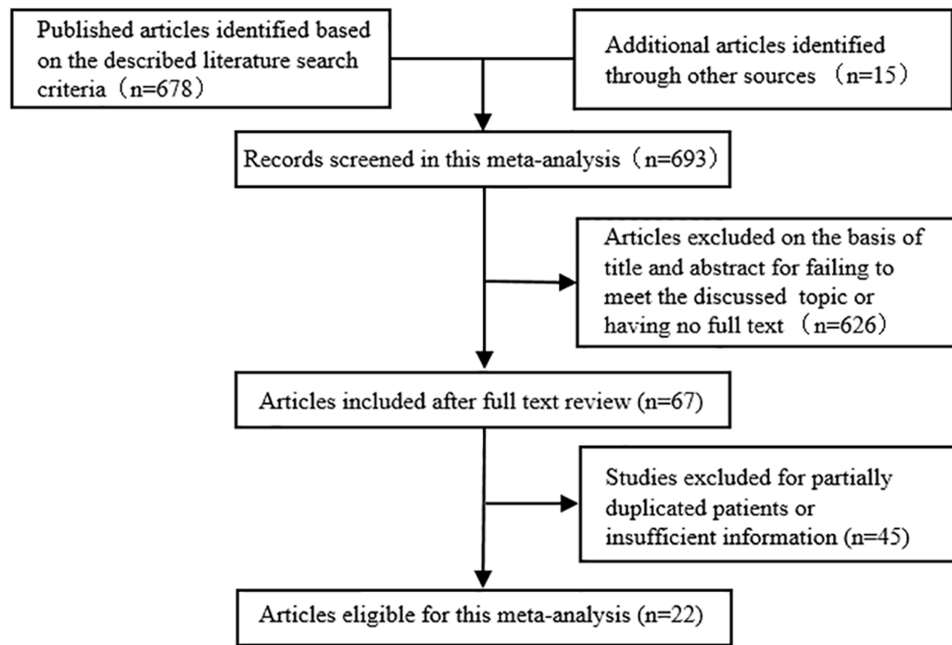 Published articles identified based
on the described literature search
criteria（n=678）
Additional articles identified
through other sources （n=15）
Records screened in this meta-analysis（n=693）
Articles excluded on the basis of
title and abstract for failing to
meet the discussed topic or
having no full text （n=626）
Articles included after full text review (n=67)
Studies excluded for partially
duplicated patients or
insufficient information (n=45)
Articles eligible for this meta-analysis (n=22)